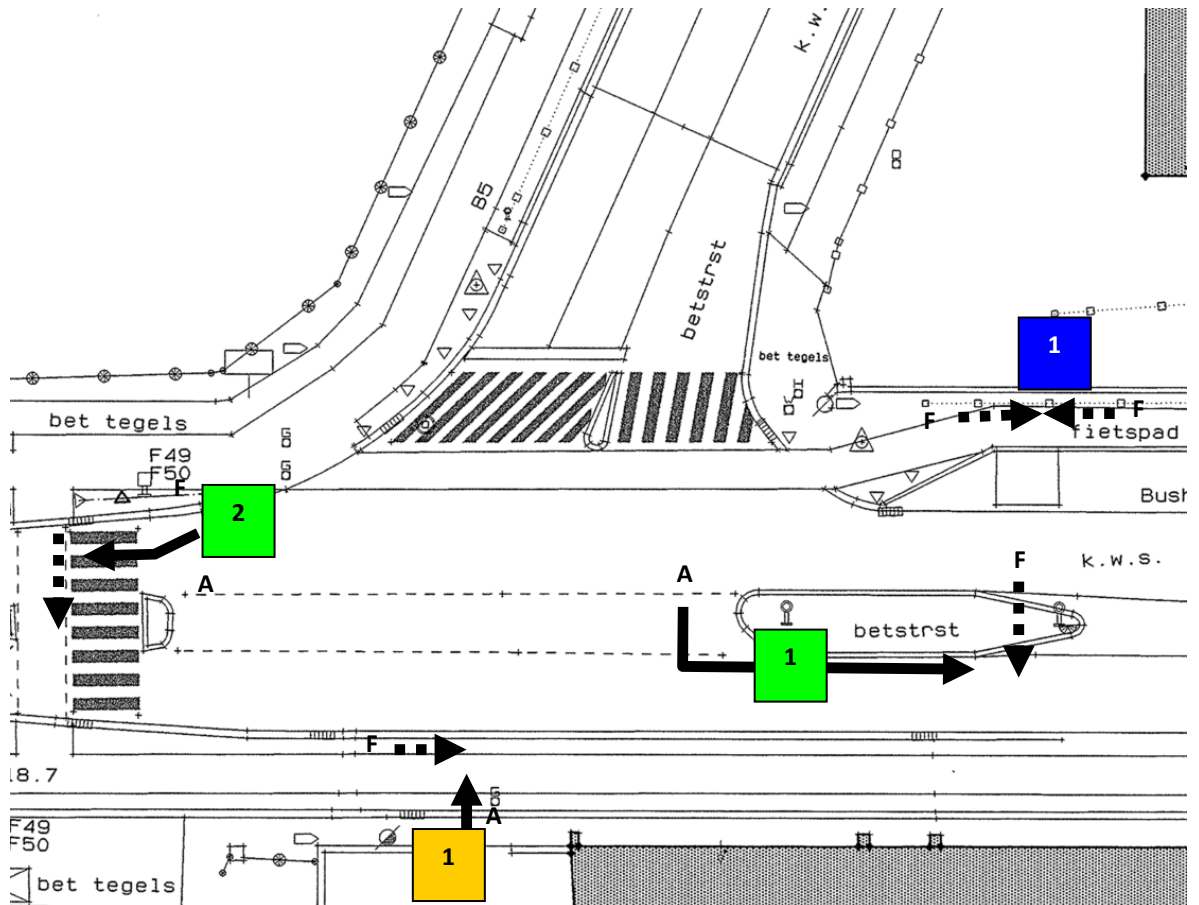 k.w.s.
B5
betstrst
bet tegels
1
F
F
fietspad
bet tegels
F49
F50
F
2
Bush
A
A
F
k.w.s.
betstrst
1
F
18.7
A
F49
F50
1
bet tegels